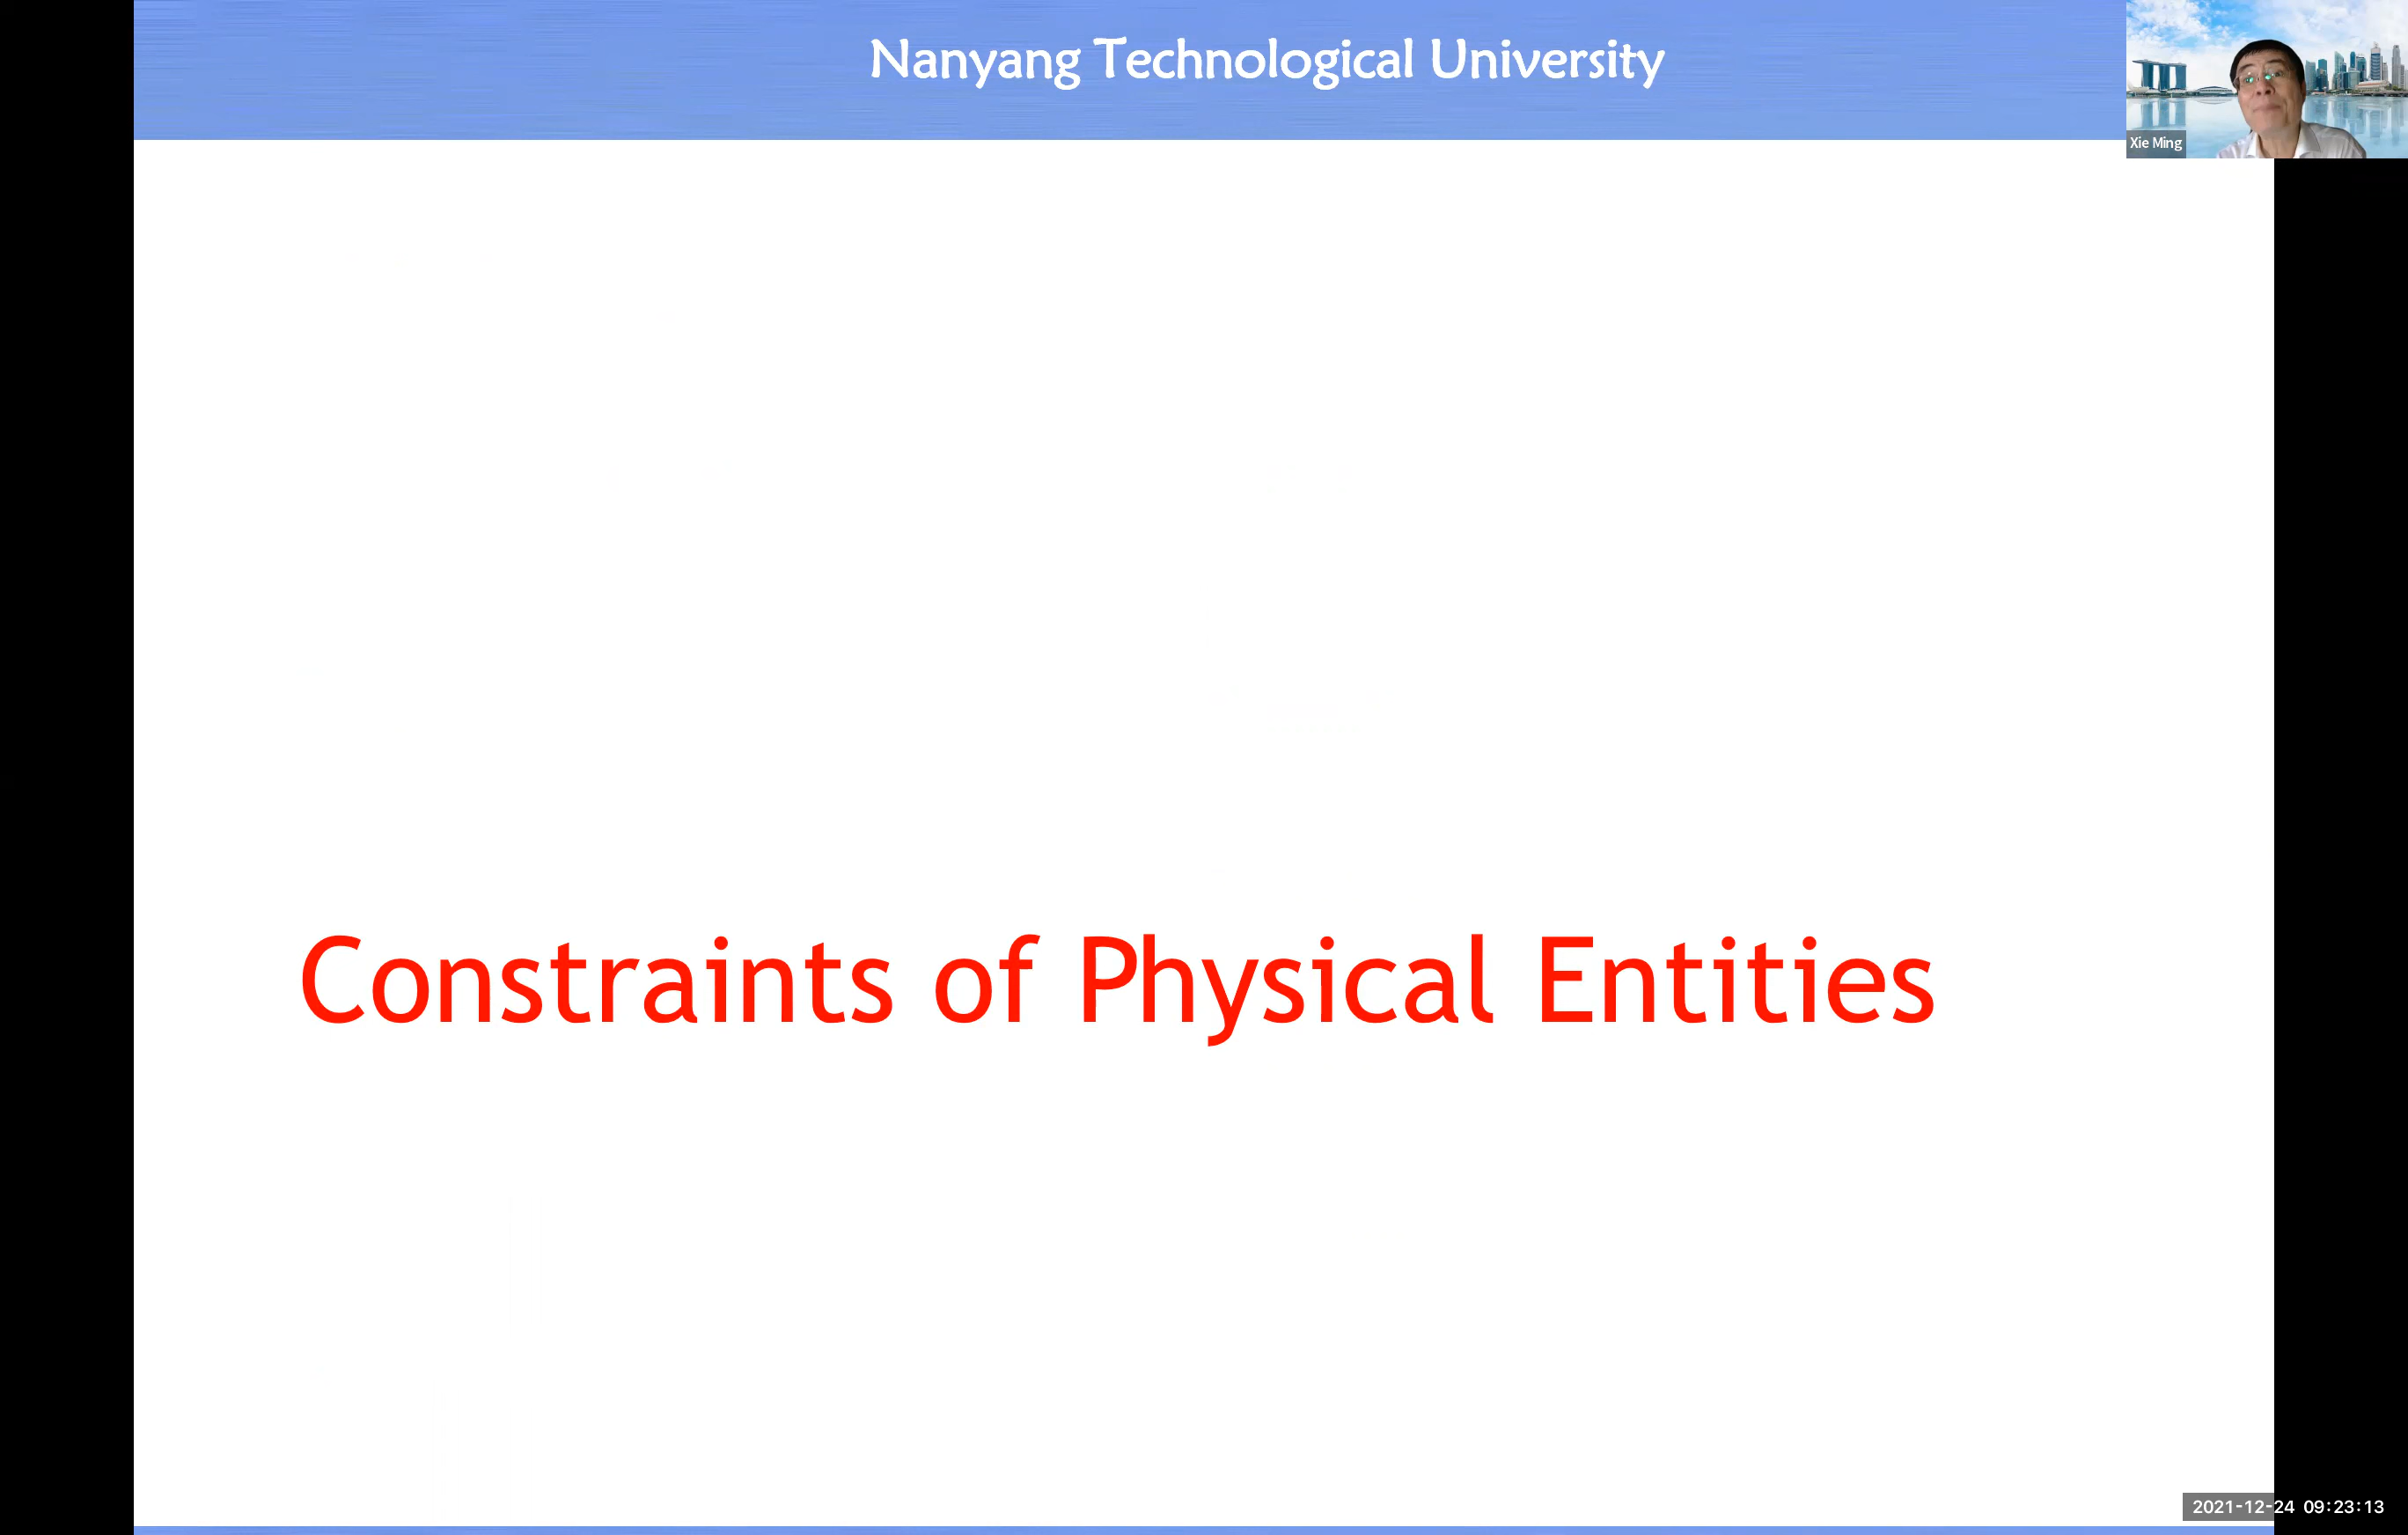 Nanyang Technological University
Xie Ming
Constraints of Physical Entities
2021-12-24 09:23:13